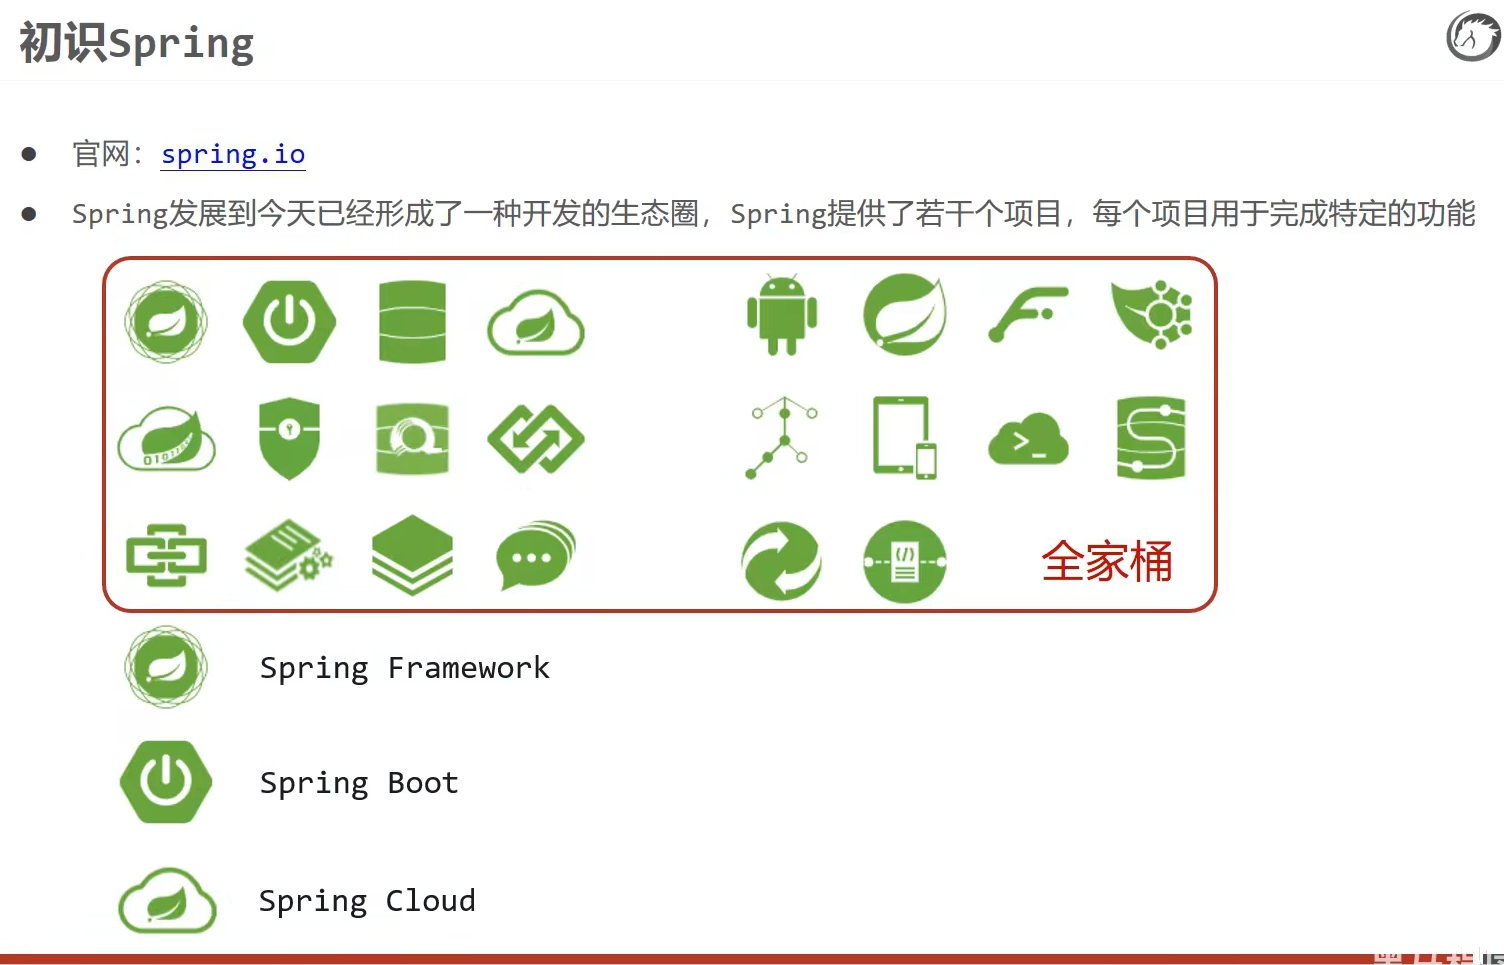 初识Spring
官网：spring.io
Spring发展到今天已经形成了一种开发的生态圈，Spring提供了若干个项目，每个项目用于完成特定的功能
全家桶
Spring Framework
Spring Boot
Spring Cloud